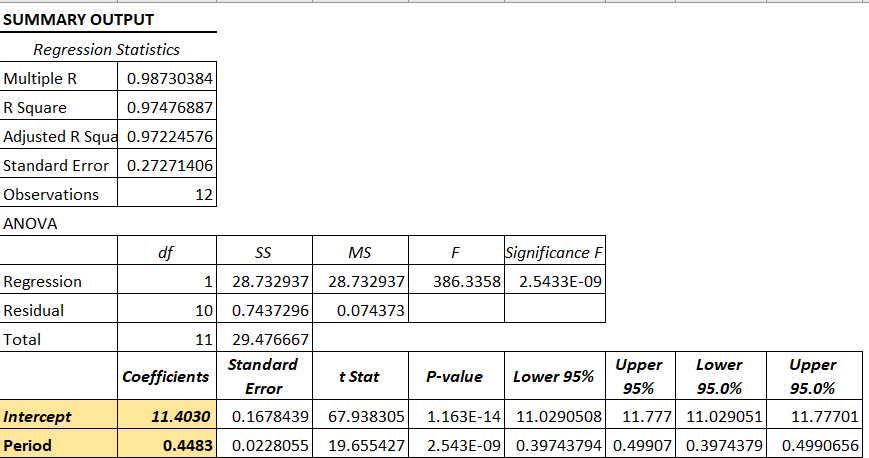 SUMMARY OUTPUT
Regression Statistics
Multiple R 0.98730384
R Square 0.97476887
Adjusted R Squa 0.97224576
Standard Error 0.27271406
Observations 12
ANOVA
df SS MS F Significance F
Regression 1 28.732937 28.732937 386.3358 2.5433E-09
Residual 10 0.7437296 0.074373
Total 11 29.476667
Coefficients Standard Error t Stat P-value Lower 95% Upper 95% Lower 95.0% Upper 95.0%
Intercept 11.4030 0.1678439 67.938305 1.163E-14 11.0290508 11.777 11.029051 11.77701
Period 0.4483 0.0228055 19.655427 2.543E-09 0.39743794 0.49907 0.3974379 0.4990656